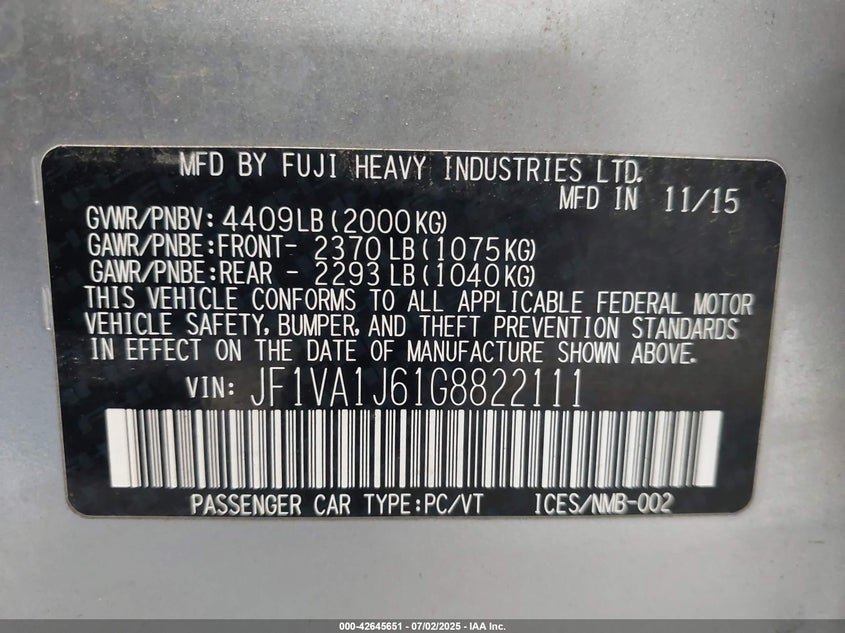 MFD BY FUJI HEAVY INDUSTRIES LTD.
MFD IN 11/15
GVWR/PNBV: 4409LB(2000KG)
GAWR/PNBE:FRONT- 2370LB(1075KG)
GAWR/PNBE:REAR - 2293LB(1040KG)
THIS VEHICLE CONFORMS TO ALL APPLICABLE FEDERAL MOTOR
VEHICLE SAFETY, BUMPER, AND THEFT PREVENTION STANDARDS
IN EFFECT ON THE DATE OF MANUFACTURE SHOWN ABOVE.
VIN: JF1VA1J61G8822111
PASSENGER CAR TYPE:PC/VT ICES/NMB-002
000-42645651 - 07/02/2025 - IAA Inc.